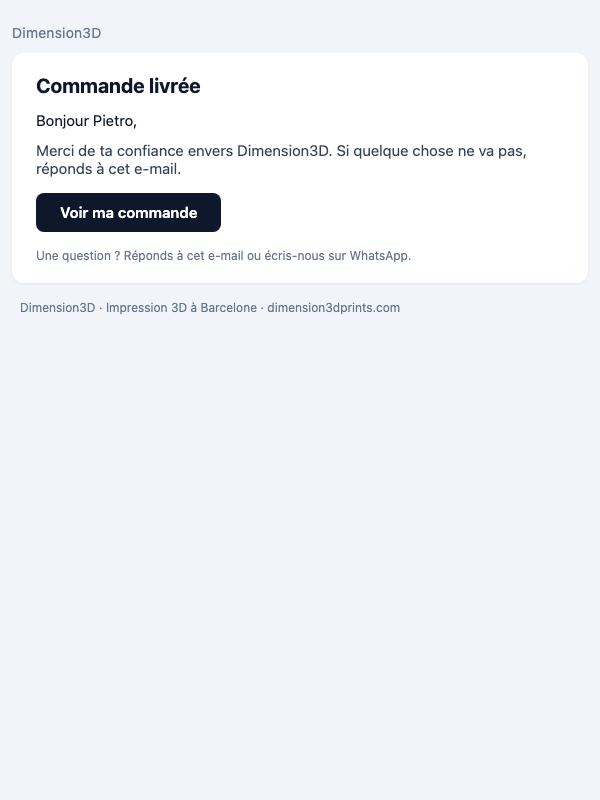 Dimension3D
Commande livrée
Bonjour Pietro,
Merci de ta confiance envers Dimension3D. Si quelque chose ne va pas,
réponds à cet e-mail.
Voir ma commande
Une question ? Réponds à cet e-mail ou écris-nous sur WhatsApp.
Dimension3D · Impression 3D à Barcelone · dimension3dprints.com